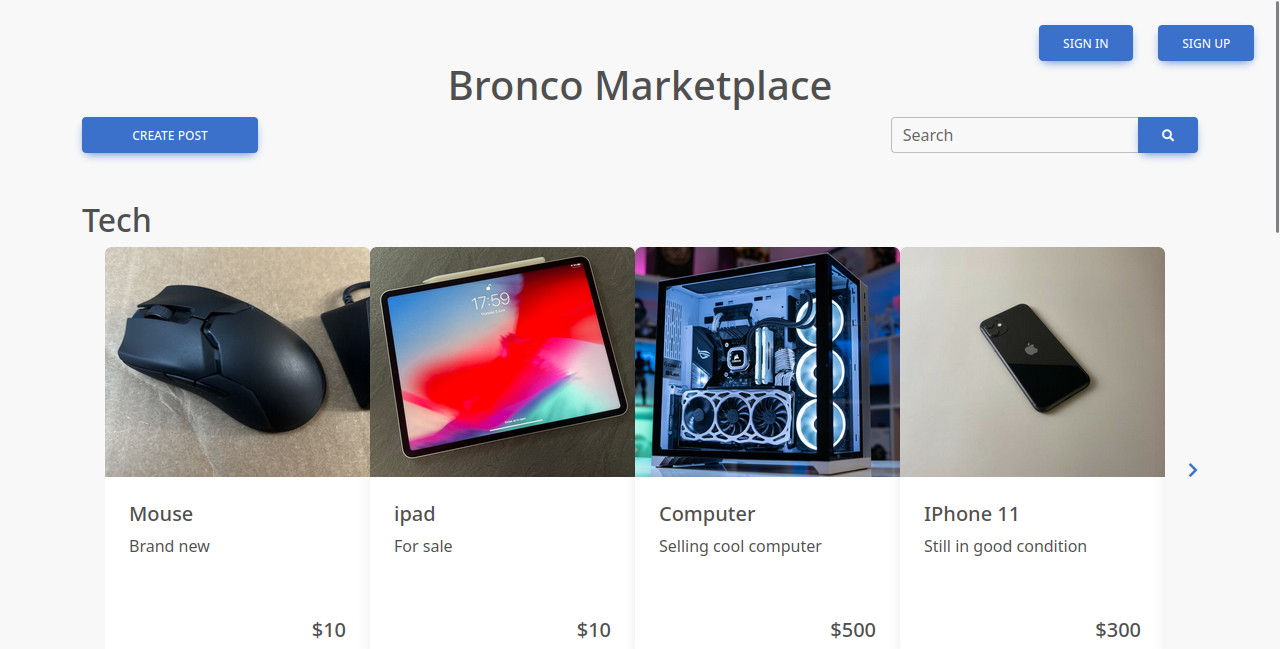 SIGN IN SIGN UP
Bronco Marketplace
CREATE POST Search
Tech
17:59
Mouse ipad Computer IPhone 11
Brand new For sale Selling cool computer Still in good condition
$10 $10 $500 $300